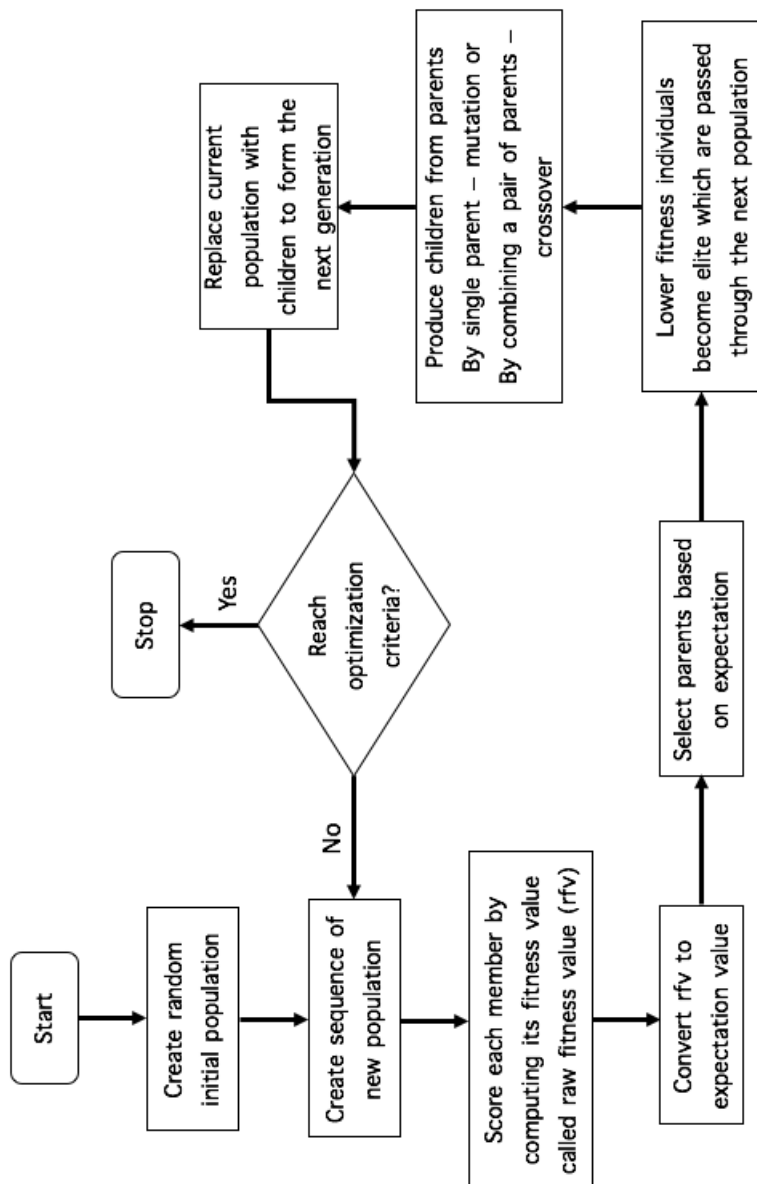 Start
Create random
initial population
Create sequence of
new population
Score each member by
computing its fitness value
called raw fitness value (rfv)
Convert rfv to
expectation value
Select parents based
on expectation
Lower fitness individuals
become elite which are passed
through the next population
Produce children from parents
By single parent – mutation or
By combining a pair of parents –
crossover
Replace current
population with
children to form the
next generation
Reach
optimization
criteria?
Yes
Stop
No